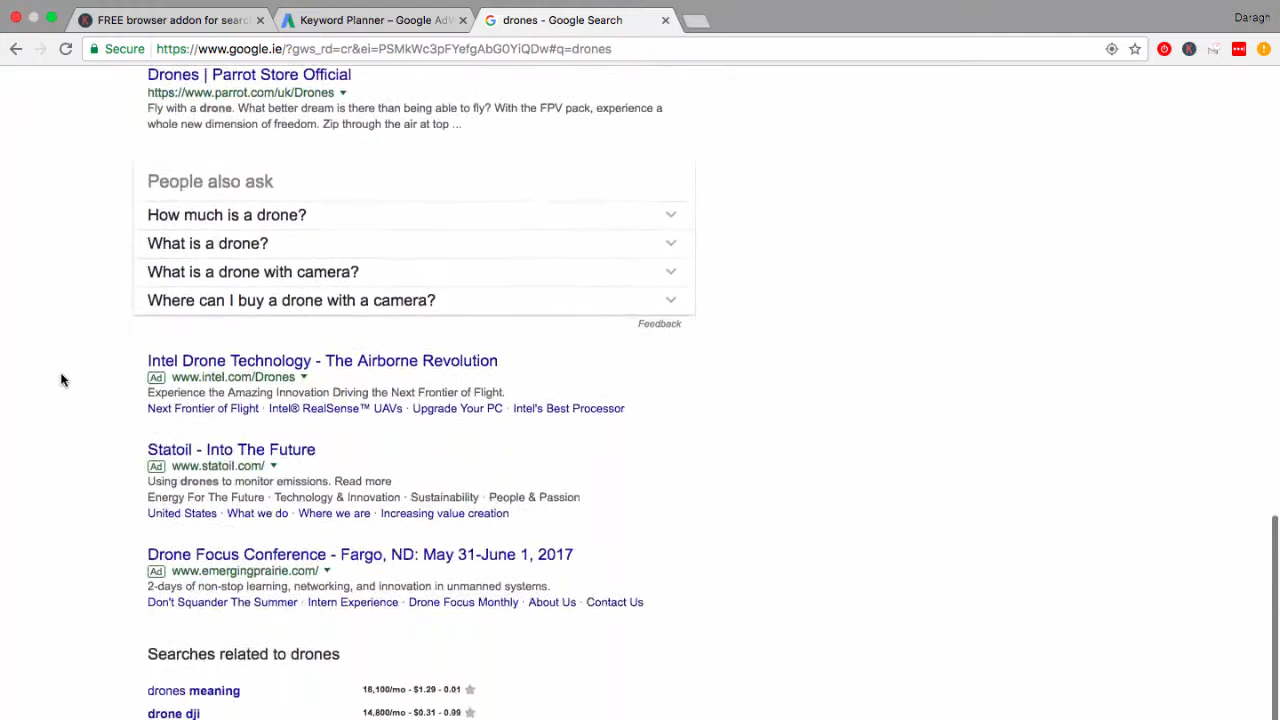 FREE browser addon for sear
Keyword Planner – Google AdW
drones - Google Search
Daragh
Secure
https://www.google.ie/?gws_rd=cr&ei=PSMkWc3pFYefgAbG0YiQDw#q=drones
Drones | Parrot Store Official
https://www.parrot.com/uk/Drones
Fly with a drone. What better dream is there than being able to fly? With the FPV pack, experience a
whole new dimension of freedom. Zip through the air at top ...
People also ask
How much is a drone?
What is a drone?
What is a drone with camera?
Where can I buy a drone with a camera?
Feedback
Intel Drone Technology - The Airborne Revolution
Ad www.intel.com/Drones
Experience the Amazing Innovation Driving the Next Frontier of Flight.
Next Frontier of Flight · Intel® RealSense™ UAVs · Upgrade Your PC · Intel's Best Processor
Statoil - Into The Future
Ad www.statoil.com/
Using drones to monitor emissions. Read more
Energy For The Future · Technology & Innovation · Sustainability · People & Passion
United States · What we do · Where we are · Increasing value creation
Drone Focus Conference - Fargo, ND: May 31-June 1, 2017
Ad www.emergingprairie.com/
2-days of non-stop learning, networking, and innovation in unmanned systems.
Don't Squander The Summer · Intern Experience · Drone Focus Monthly · About Us · Contact Us
Searches related to drones
drones meaning 18,100/mo - $1.29 - 0.01
drone dji 14,800/mo - $0.31 - 0.99